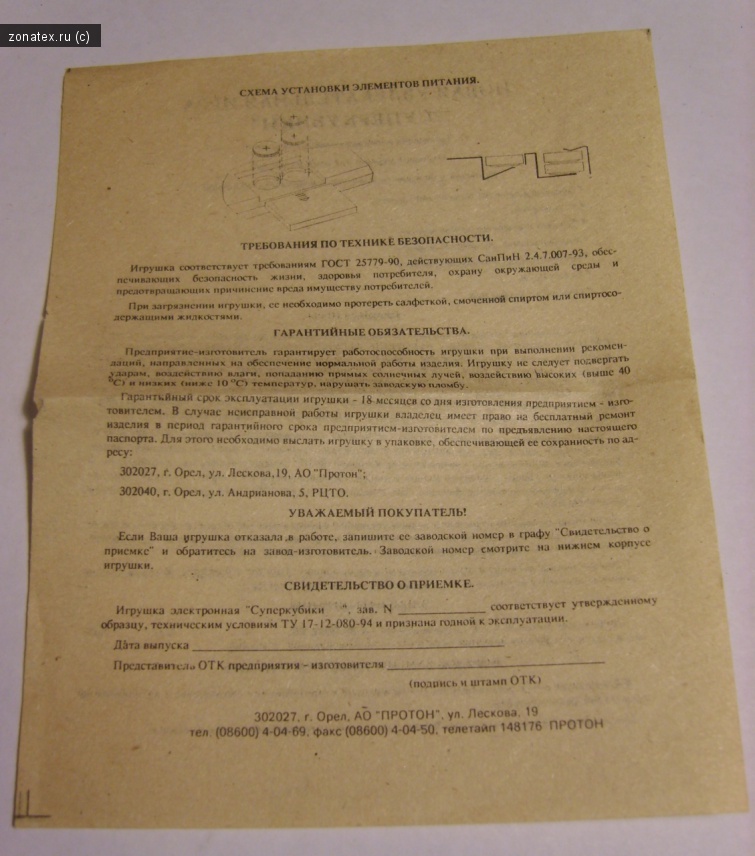 zonatex.ru (c)
СХЕМА УСТАНОВКИ ЭЛЕМЕНТОВ ПИТАНИЯ.
ТРЕБОВАНИЯ ПО ТЕХНИКЕ БЕЗОПАСНОСТИ.
Игрушка соответствует требованиям ГОСТ 25779-90, действующих СанПиН 2.4.7.007-93, обес-
печивающих безопасность жизни, здоровья потребителя, охрану окружающей среды и
предотвращающих причинение вреда имуществу потребителей.
При загрязнении игрушки, ее необходимо протереть салфеткой, смоченной спиртом или спиртосо-
держащими жидкостями.
ГАРАНТИЙНЫЕ ОБЯЗАТЕЛЬСТВА.
Предприятие-изготовитель гарантирует работоспособность игрушки при выполнении рекомен-
даций, направленных на обеспечение нормальной работы изделия. Игрушку не следует подвергать
ударам, воздействию влаги, попаданию прямых солнечных лучей, воздействию высоких (выше 40
°С) и низких (ниже 10 °С) температур, нарушать заводскую пломбу.
Гарантийный срок эксплуатации игрушки - 18 месяцев со дня изготовления предприятием - изго-
товителем. В случае неисправной работы игрушки владелец имеет право на бесплатный ремонт
изделия в период гарантийного срока предприятием-изготовителем по предъявлению настоящего
паспорта. Для этого необходимо выслать игрушку в упаковке, обеспечивающей ее сохранность по ад-
ресу:
302027, г. Орел, ул. Лескова,19, АО "Протон";
302040, г. Орел, ул. Андрианова, 5, РЦТО.
УВАЖАЕМЫЙ ПОКУПАТЕЛЬ!
Если Ваша игрушка отказала в работе, запишите ее заводской номер в графу "Свидетельство о
приемке" и обратитесь на завод-изготовитель. Заводской номер смотрите на нижнем корпусе
игрушки.
СВИДЕТЕЛЬСТВО О ПРИЕМКЕ.
Игрушка электронная "Суперкубики ", зав. N ____________ соответствует утвержденному
образцу, техническим условиям ТУ 17-12-080-94 и признана годной к эксплуатации.
Дата выпуска ____________
Представитель ОТК предприятия - изготовителя ____________
(подпись и штамп ОТК)
302027, г. Орел, АО "ПРОТОН", ул. Лескова, 19
тел. (08600) 4-04-69, факс (08600) 4-04-50, телетайп 148176 ПРОТОН